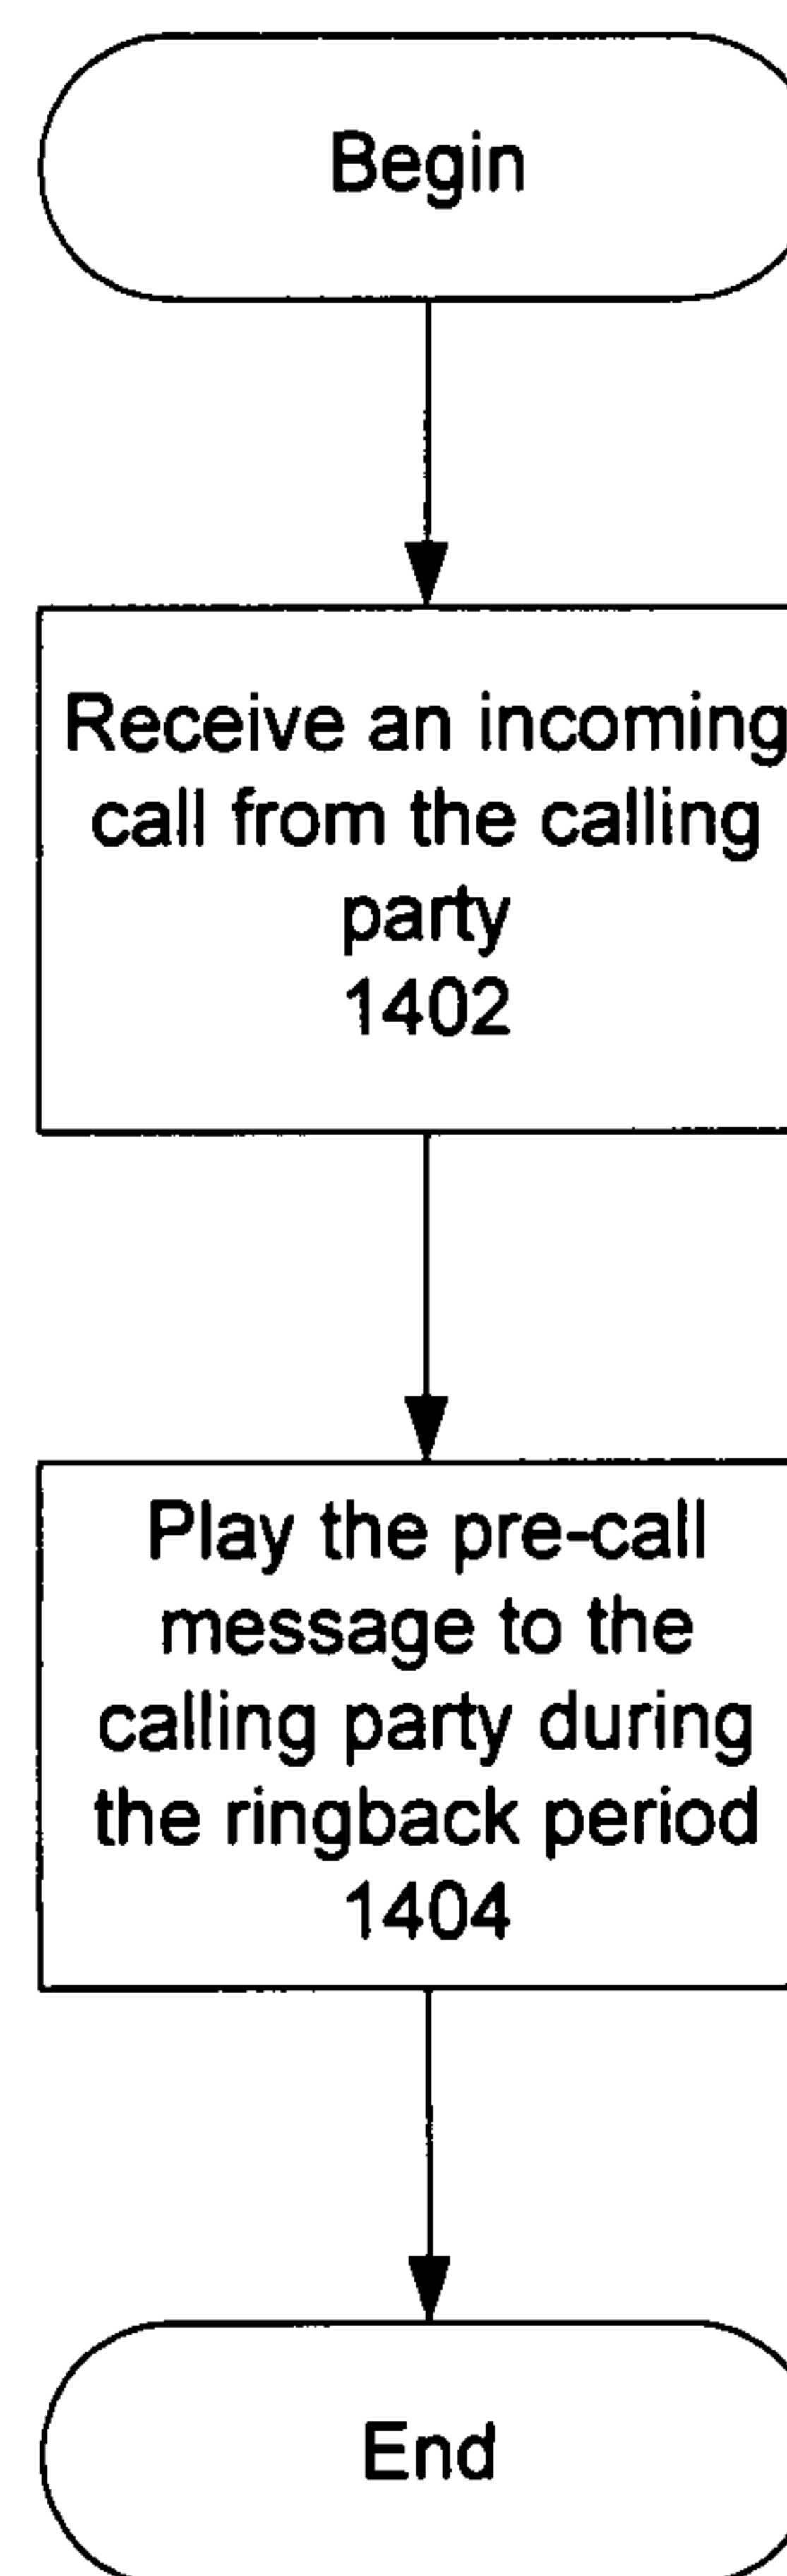 Begin
Receive an incoming
call from the calling
party
1402
Play the pre-call
message to the
calling party during
the ringback period
1404
End